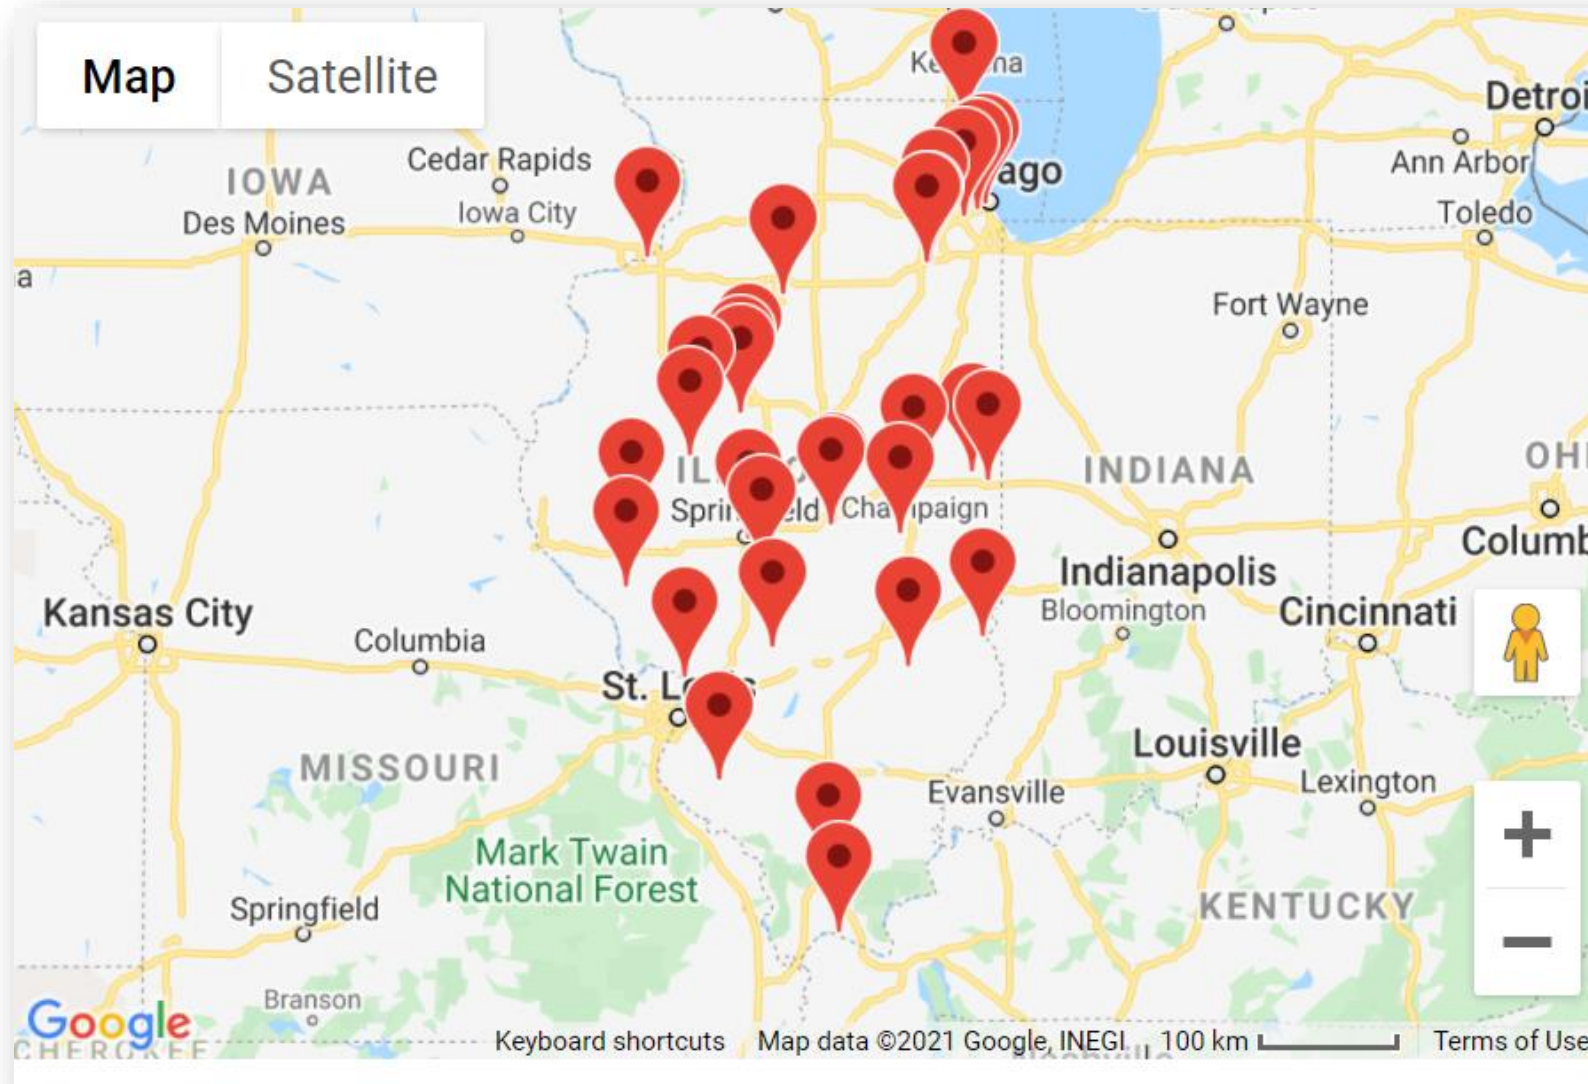 Map
Satellite
Detroi
Cedar Rapids
Ann Arbor
IOWA
ago
Iowa City
Toledo
Des Moines
a
Fort Wayne
INDIANA
OHI
Columb
Indianapolis
Bloomington
Cincinnati
Kansas City
Columbia
St. L
Louisville
MISSOURI
Lexington
Evansville
Mark Twain
National Forest
KENTUCKY
Springfield
Branson
Google
CHEROKEE
Keyboard shortcuts
Map data ©2021 Google, INEGI
100 km
Terms of Use